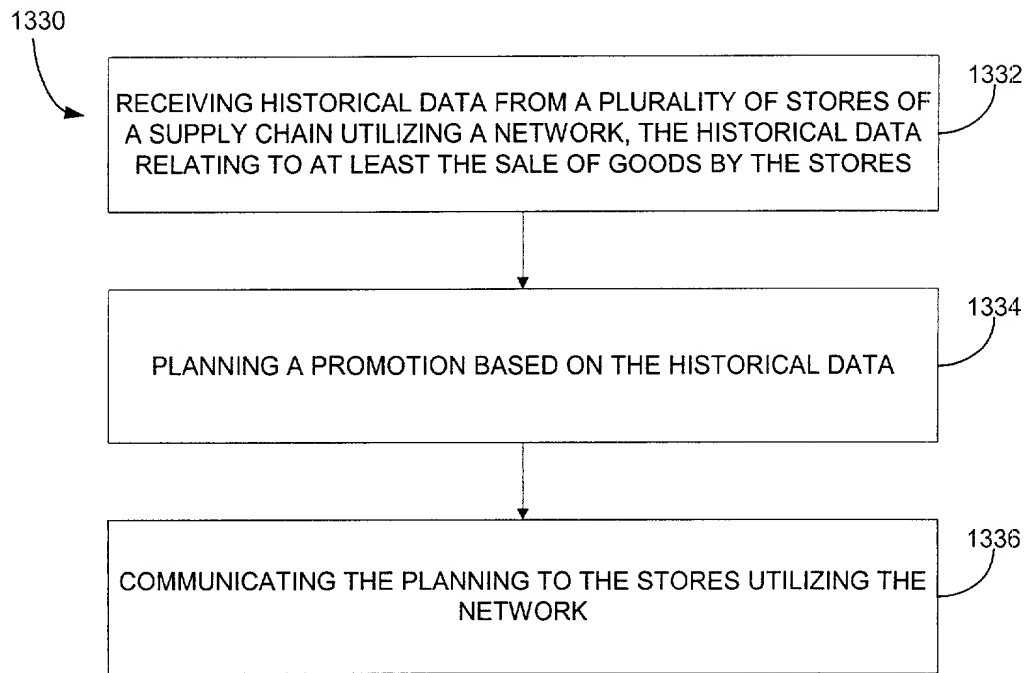 1330
1332
RECEIVING HISTORICAL DATA FROM A PLURALITY OF STORES OF
A SUPPLY CHAIN UTILIZING A NETWORK, THE HISTORICAL DATA
RELATING TO AT LEAST THE SALE OF GOODS BY THE STORES
1334
PLANNING A PROMOTION BASED ON THE HISTORICAL DATA
1336
COMMUNICATING THE PLANNING TO THE STORES UTILIZING THE
NETWORK